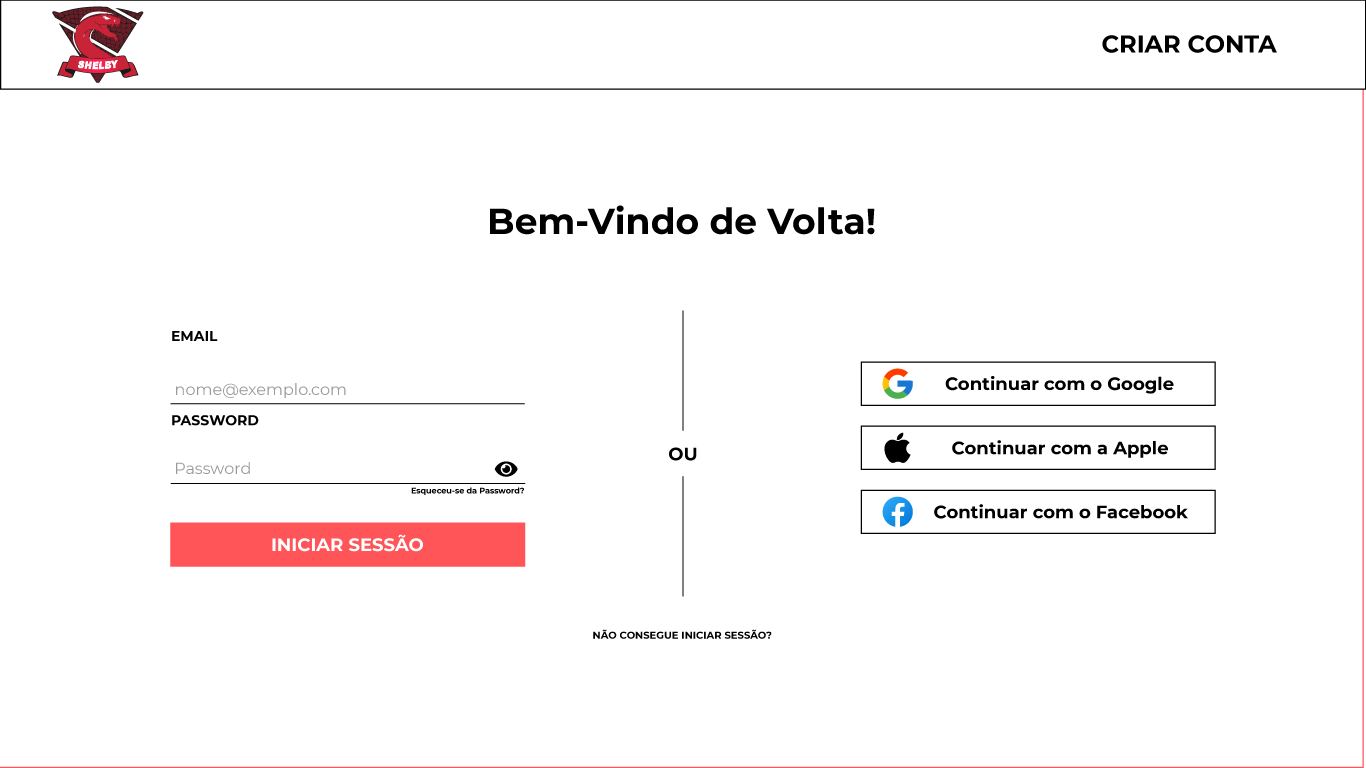 SHELBY
CRIAR CONTA
Bem-Vindo de Volta!
EMAIL
nome@exemplo.com
PASSWORD
Password
Esqueceu-se da Password?
INICIAR SESSÃO
OU
Continuar com o Google
Continuar com a Apple
Continuar com o Facebook
NÃO CONSEGUE INICIAR SESSÃO?